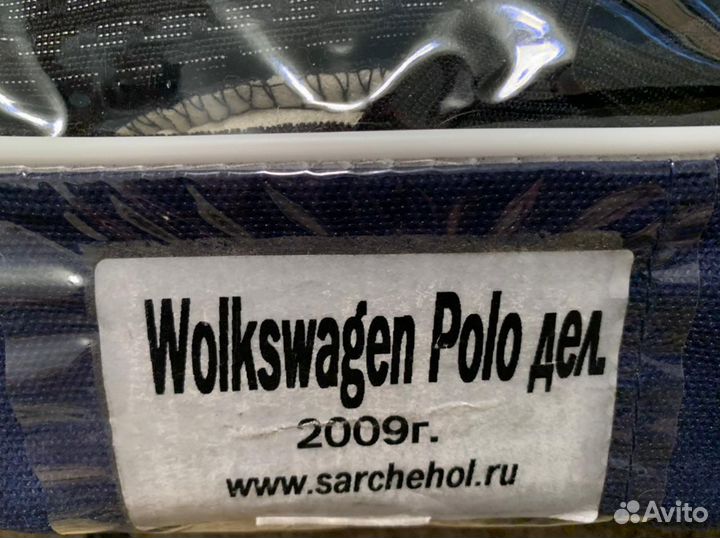 Wolkswagen Polo дел.
2009г.
www.sarchehol.ru
Avito